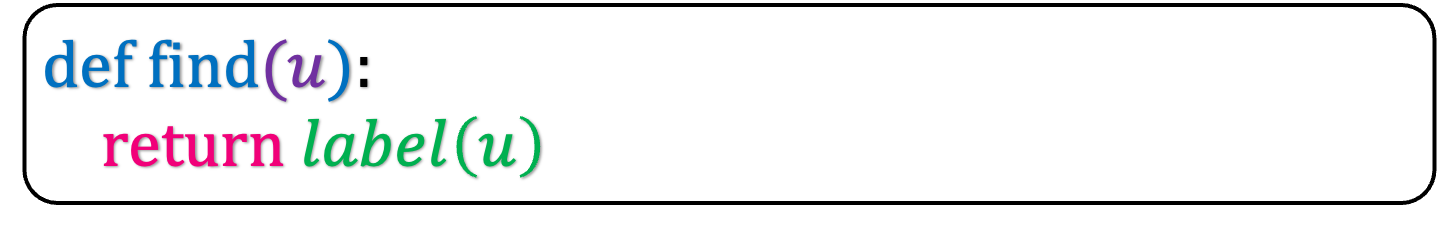 def find(u):
return label(u)